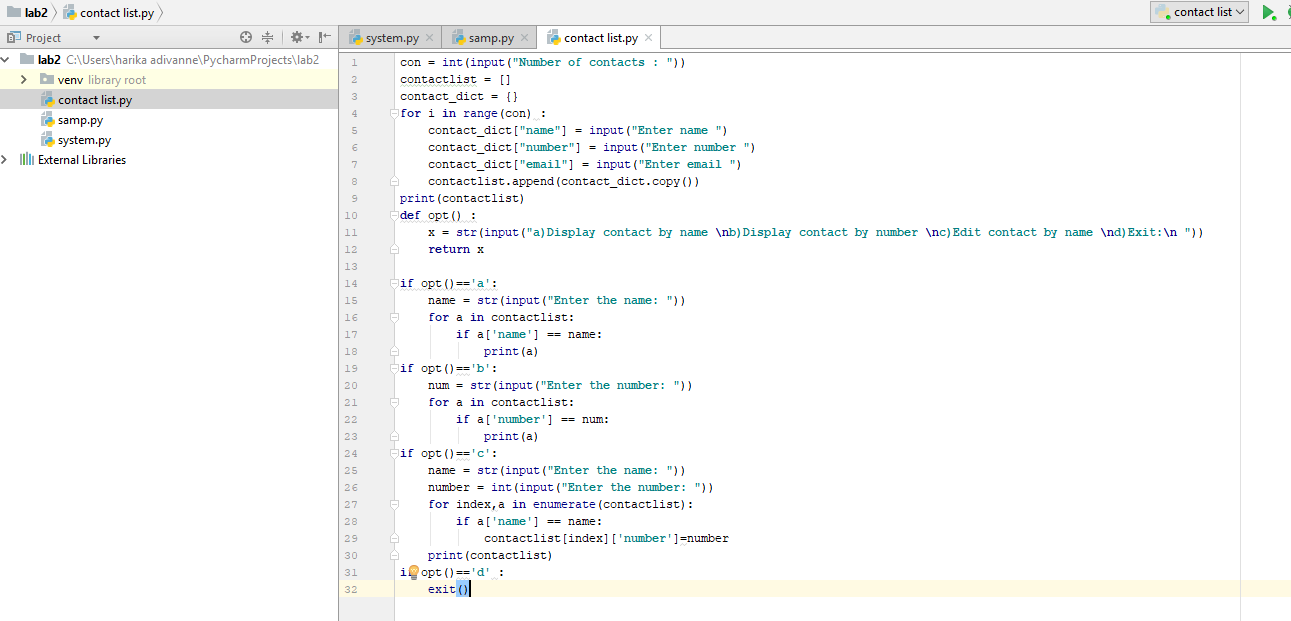 lab2 contact list.py contact list
Project system.py samp.py contact list.py
lab2 C:\Users\harika adivanne\PycharmProjects\lab2
venv library root
contact list.py
samp.py
system.py
External Libraries
1 con = int(input("Number of contacts : "))
2 contactlist = []
3 contact_dict = {}
4 for i in range(con) :
5     contact_dict["name"] = input("Enter name ")
6     contact_dict["number"] = input("Enter number ")
7     contact_dict["email"] = input("Enter email ")
8     contactlist.append(contact_dict.copy())
9 print(contactlist)
10 def opt() :
11     x = str(input("a)Display contact by name \nb)Display contact by number \nc)Edit contact by name \nd)Exit:\n "))
12     return x
13
14 if opt()=='a':
15     name = str(input("Enter the name: "))
16     for a in contactlist:
17         if a['name'] == name:
18             print(a)
19 if opt()=='b':
20     num = str(input("Enter the number: "))
21     for a in contactlist:
22         if a['number'] == num:
23             print(a)
24 if opt()=='c':
25     name = str(input("Enter the name: "))
26     number = int(input("Enter the number: "))
27     for index,a in enumerate(contactlist):
28         if a['name'] == name:
29             contactlist[index]['number']=number
30     print(contactlist)
31 if opt()=='d' :
32     exit()